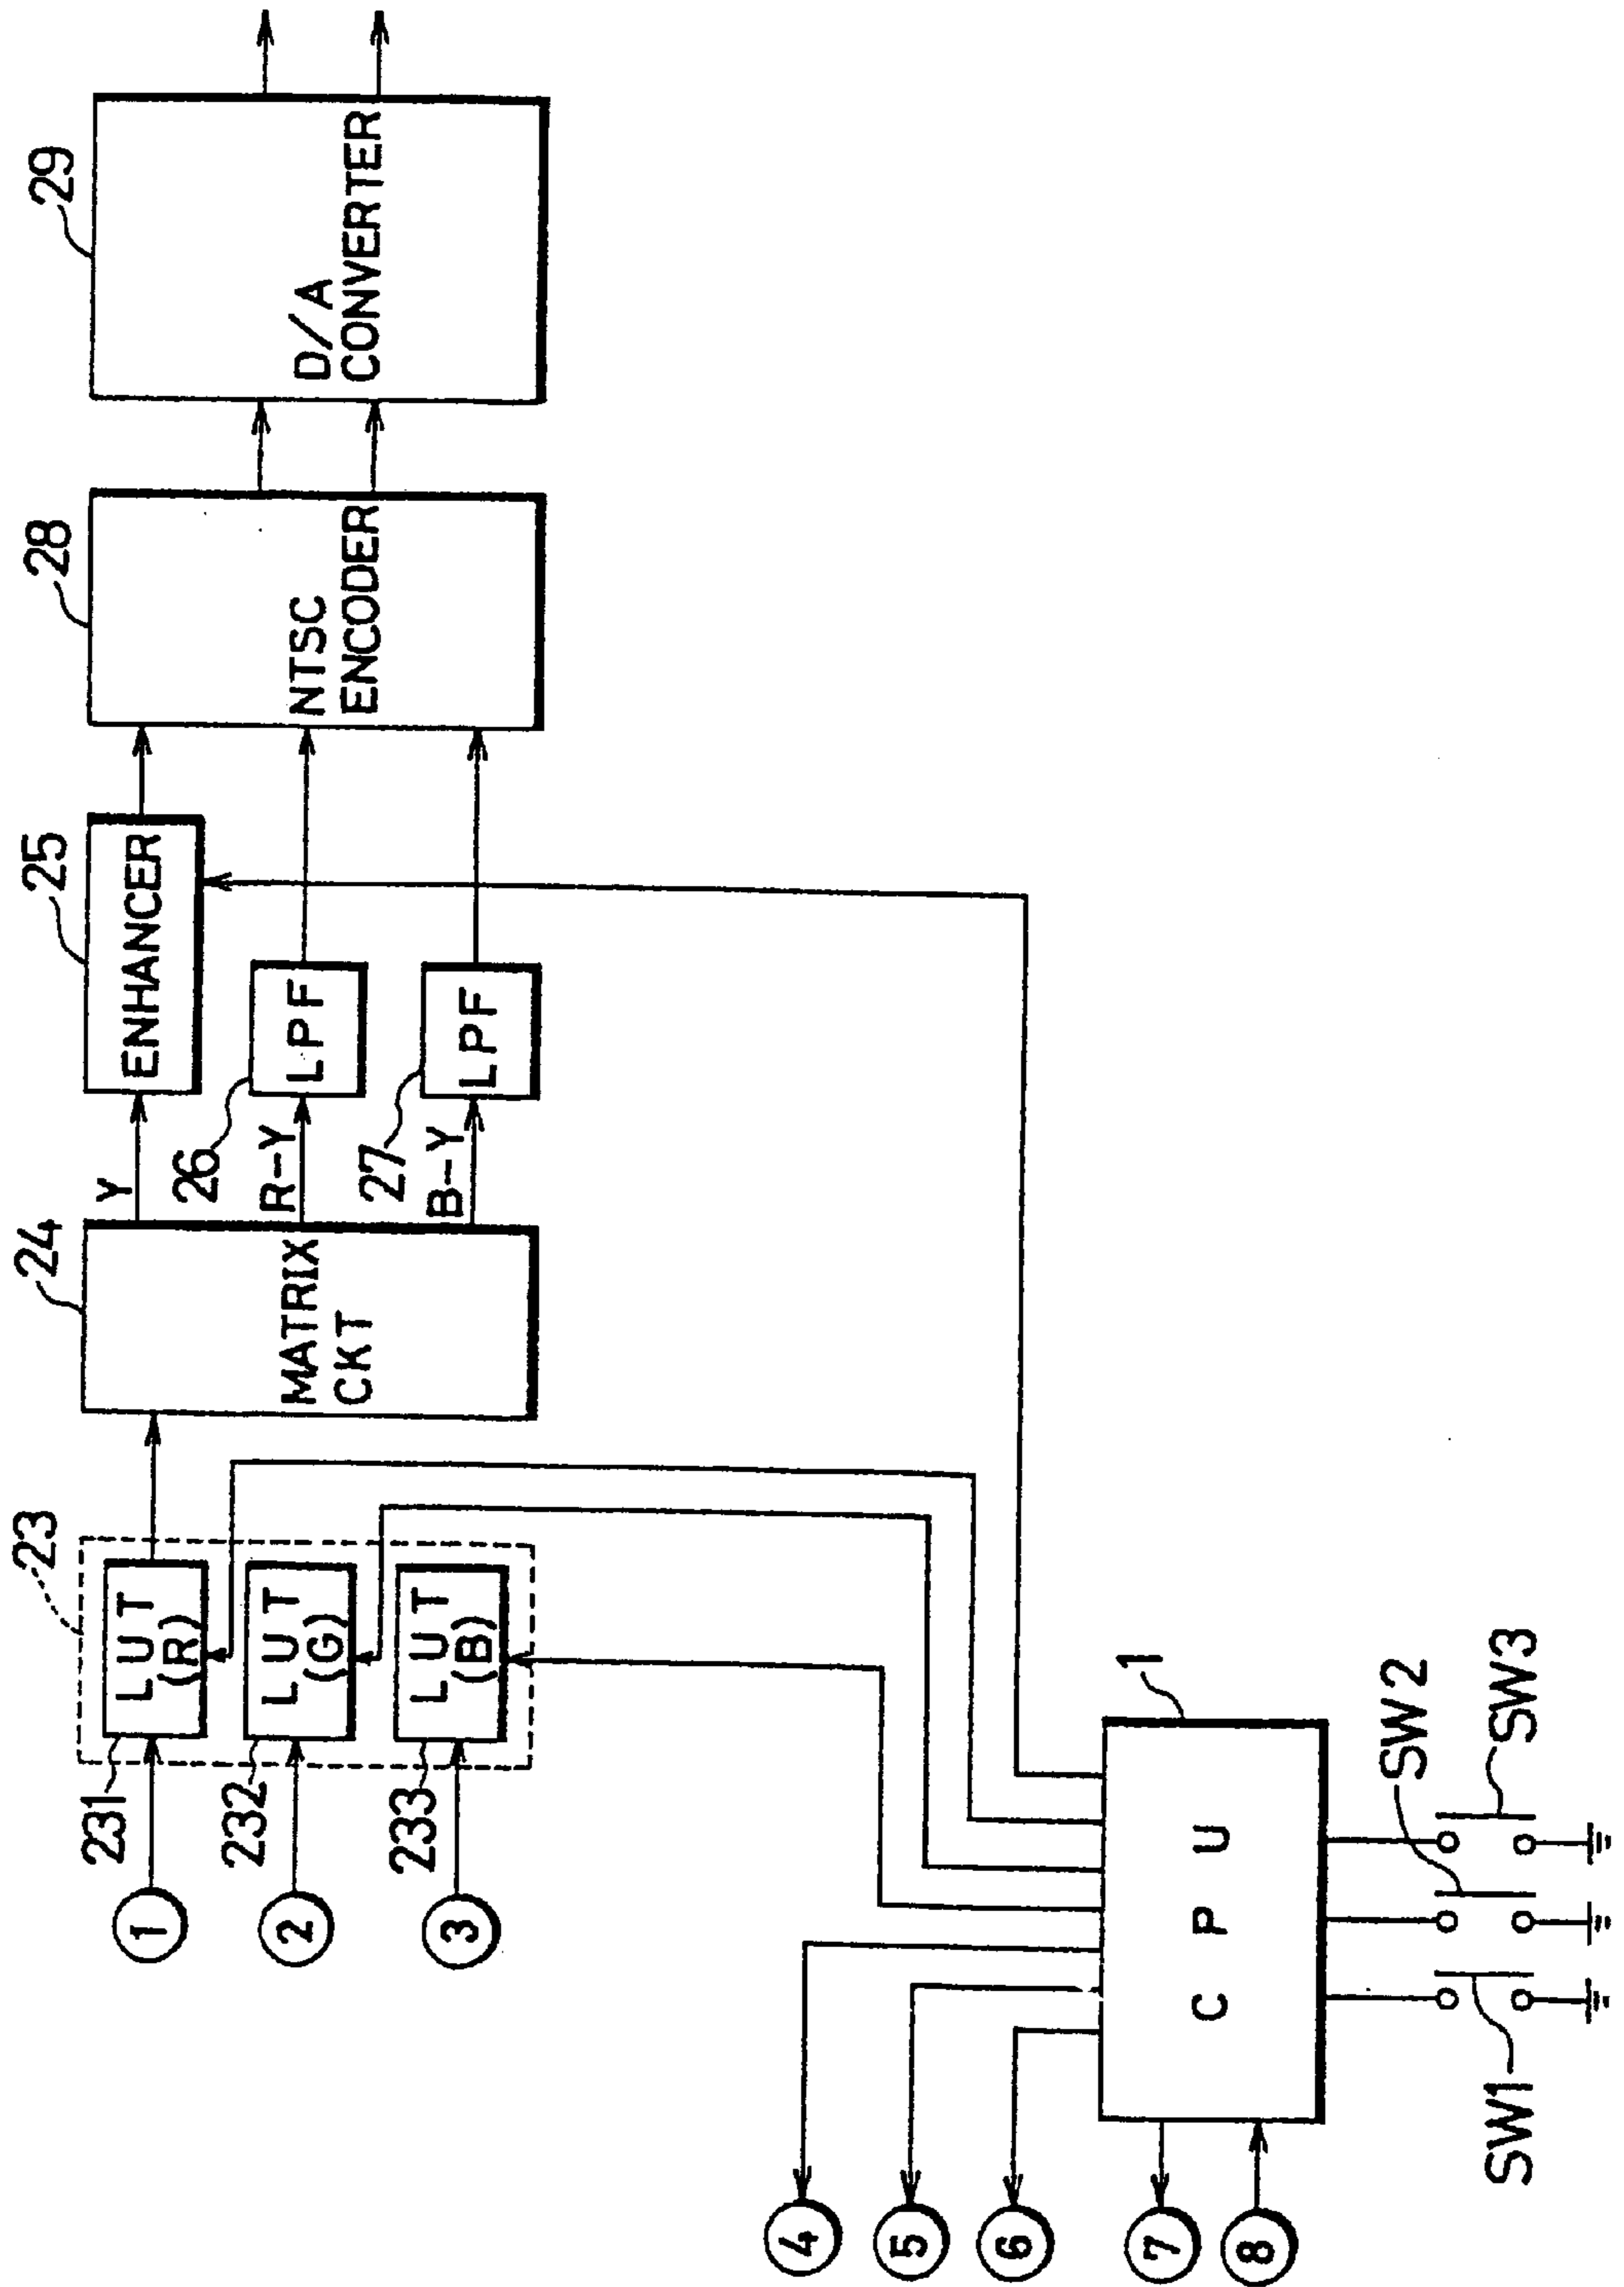 23
24
25
28
29
231
LUT
(R)
232
LUT
(G)
233
LUT
(B)
1
2
3
MATRIX
CKT
Y
R-Y
B-Y
ENHANCER
26
LPF
27
LPF
NTSC
ENCODER
D/A
CONVERTER
4
5
6
7
8
1
CPU
SW1
SW2
SW3